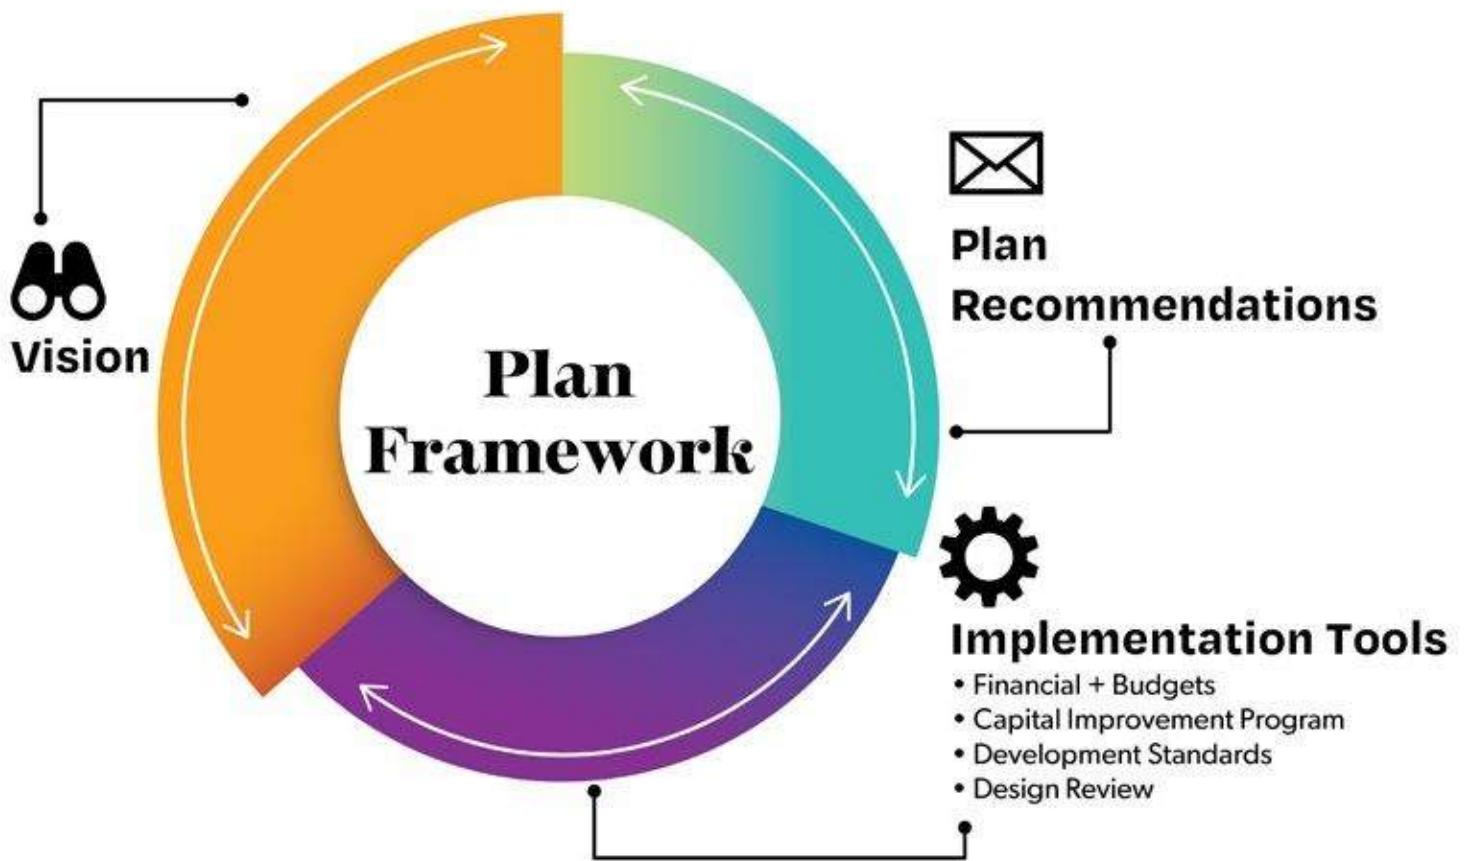 Vision
Plan
Framework
Plan
Recommendations
Implementation Tools
• Financial + Budgets
• Capital Improvement Program
• Development Standards
• Design Review